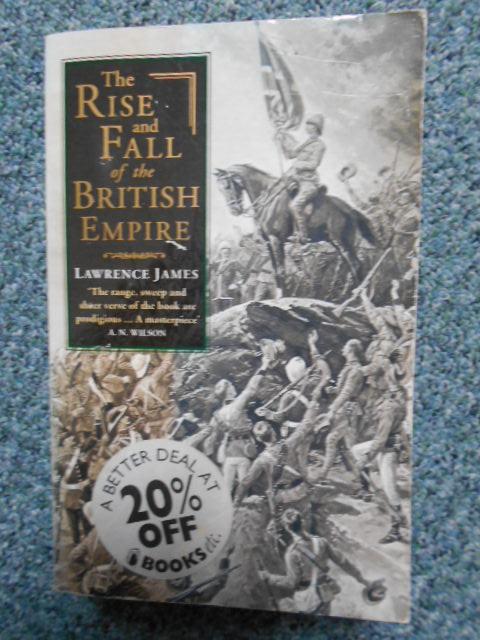 The
RISE
and
FALL
of the
BRITISH
EMPIRE
LAWRENCE JAMES
'The range, sweep and
sheer verve of the book are
prodigious ... A masterpiece'
A. N. WILSON
A BETTER DEAL AT
20%
OFF
BOOKS etc.